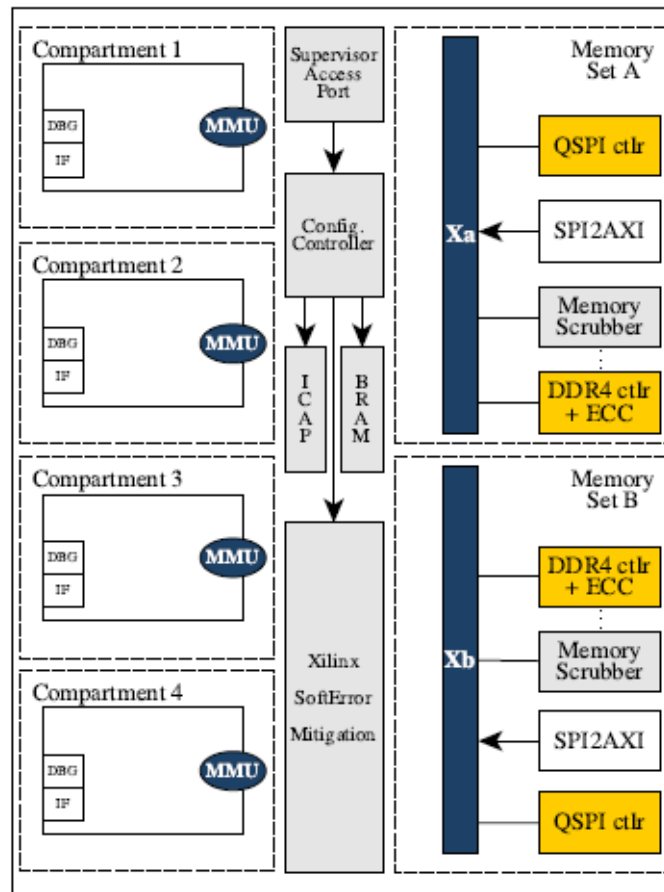 Compartment 1
DBG
IF
MMU
Compartment 2
DBG
IF
MMU
Compartment 3
DBG
IF
MMU
Compartment 4
DBG
IF
MMU
Supervisor
Access
Port
Config.
Controller
ICAP
BRAM
Xilinx
SoftError
Mitigation
Memory
Set A
Xa
QSPI ctlr
SPI2AXI
Memory
Scrubber
DDR4 ctlr
+ ECC
Memory
Set B
Xb
DDR4 ctlr
+ ECC
Memory
Scrubber
SPI2AXI
QSPI ctlr